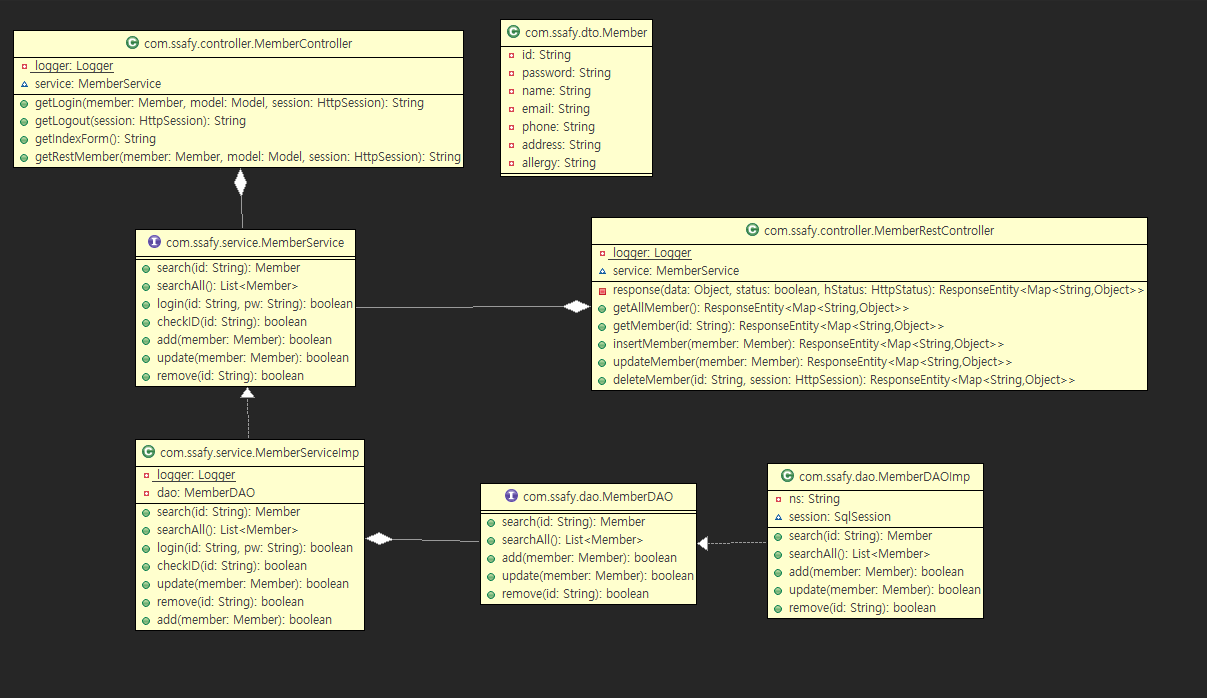 com.ssafy.controller.MemberController
logger: Logger
service: MemberService
getLogin(member: Member, model: Model, session: HttpSession): String
getLogout(session: HttpSession): String
getIndexForm(): String
getRestMember(member: Member, model: Model, session: HttpSession): String
com.ssafy.dto.Member
id: String
password: String
name: String
email: String
phone: String
address: String
allergy: String
com.ssafy.service.MemberService
search(id: String): Member
searchAll(): List<Member>
login(id: String, pw: String): boolean
checkID(id: String): boolean
add(member: Member): boolean
update(member: Member): boolean
remove(id: String): boolean
com.ssafy.controller.MemberRestController
logger: Logger
service: MemberService
response(data: Object, status: boolean, hStatus: HttpStatus): ResponseEntity<Map<String,Object>>
getAllMember(): ResponseEntity<Map<String,Object>>
getMember(id: String): ResponseEntity<Map<String,Object>>
insertMember(member: Member): ResponseEntity<Map<String,Object>>
updateMember(member: Member): ResponseEntity<Map<String,Object>>
deleteMember(id: String, session: HttpSession): ResponseEntity<Map<String,Object>>
com.ssafy.service.MemberServiceImp
logger: Logger
dao: MemberDAO
search(id: String): Member
searchAll(): List<Member>
login(id: String, pw: String): boolean
checkID(id: String): boolean
update(member: Member): boolean
remove(id: String): boolean
add(member: Member): boolean
com.ssafy.dao.MemberDAO
search(id: String): Member
searchAll(): List<Member>
add(member: Member): boolean
update(member: Member): boolean
remove(id: String): boolean
com.ssafy.dao.MemberDAOImp
ns: String
session: SqlSession
search(id: String): Member
searchAll(): List<Member>
add(member: Member): boolean
update(member: Member): boolean
remove(id: String): boolean